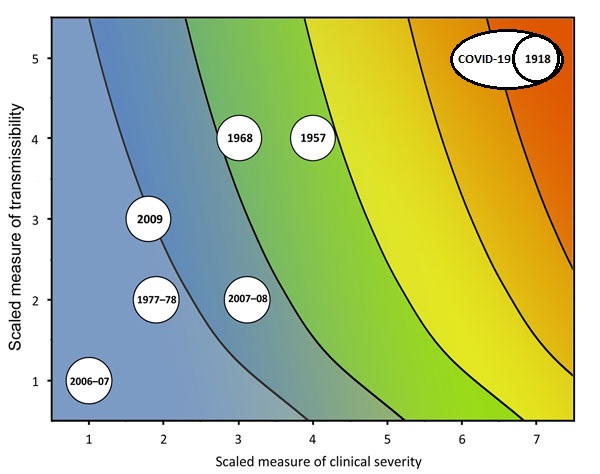 5
COVID-19 1918
4
1968 1957
3
2009
2
1977–78 2007–08
1
2006–07
1 2 3 4 5 6 7
Scaled measure of clinical severity
Scaled measure of transmissibility